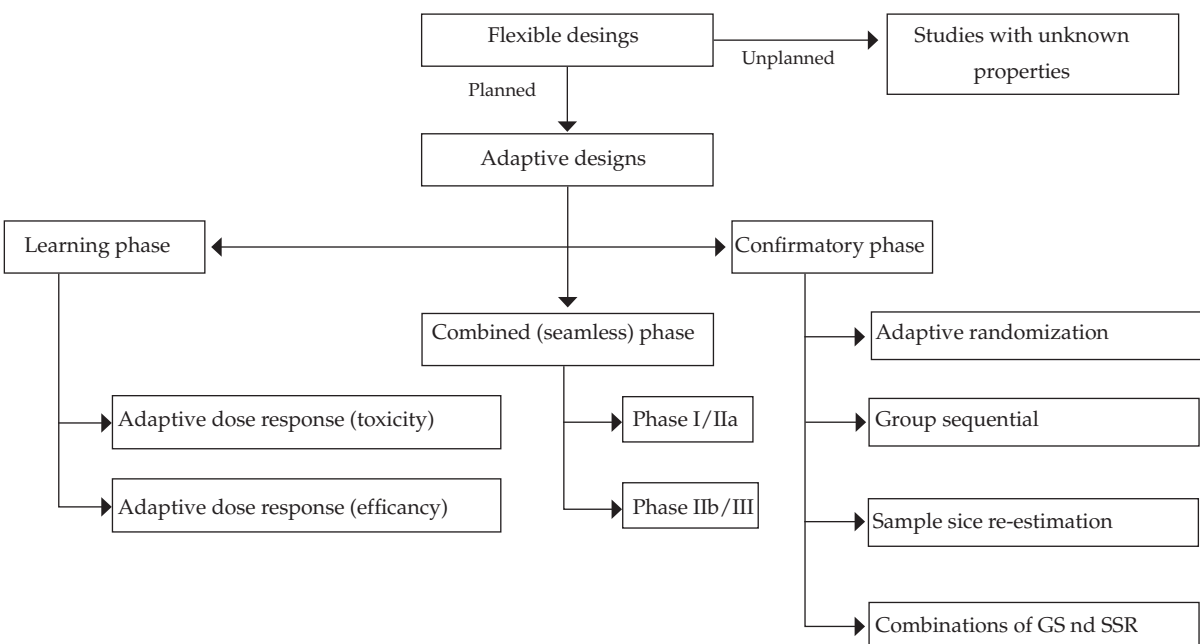 Flexible desings
Unplanned
Studies with unknown
properties
Planned
Adaptive designs
Learning phase
Confirmatory phase
Combined (seamless) phase
Adaptive dose response (toxicity)
Adaptive dose response (efficancy)
Phase I/IIa
Phase IIb/III
Adaptive randomization
Group sequential
Sample sice re-estimation
Combinations of GS nd SSR